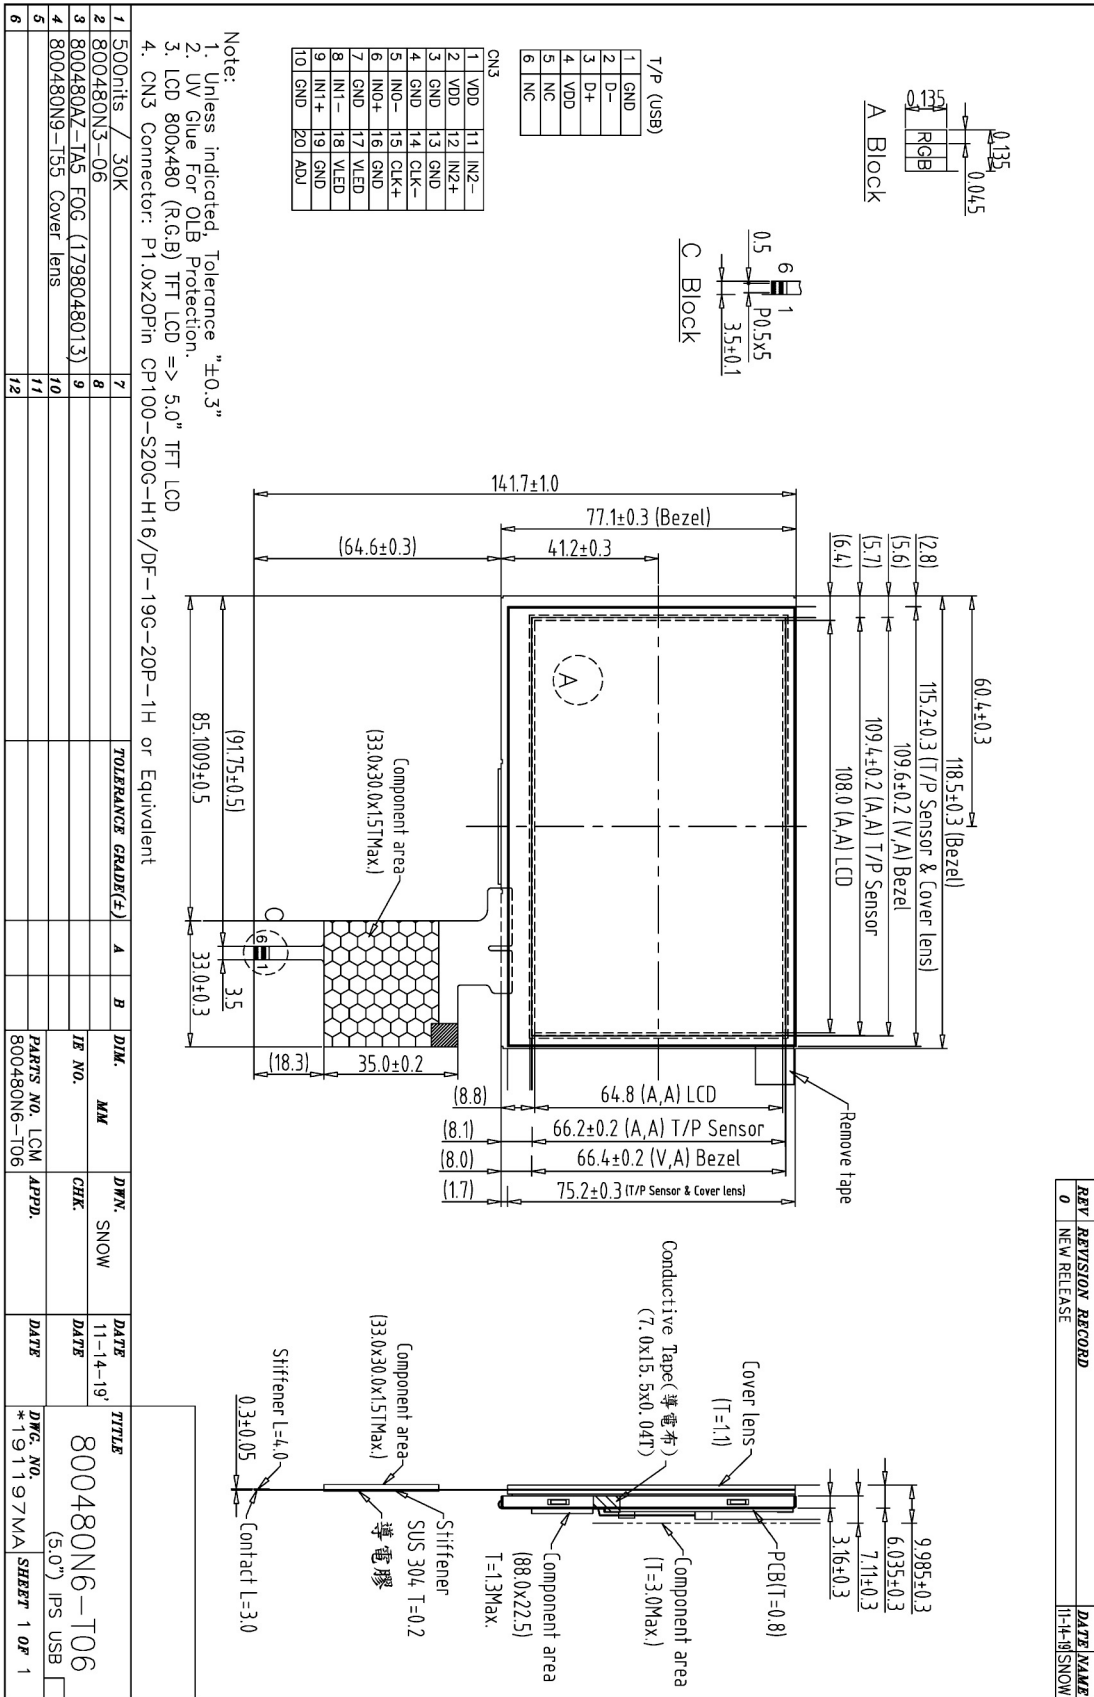 REV REVISION RECORD DATE NAME
0 NEW RELEASE 11-14-19' SNOW
0.135
0.135
0.045
RGB
A Block
0.5
6
1
P0.5x5
3.5±0.1
C Block
T/P (USB)
1 GND
2 D-
3 D+
4 VDD
5 NC
6 NC
CN3
1 VDD 11 IN2-
2 VDD 12 IN2+
3 GND 13 GND
4 GND 14 CLK-
5 IN0- 15 CLK+
6 IN0+ 16 GND
7 GND 17 VLED
8 IN1- 18 VLED
9 IN1+ 19 GND
10 GND 20 ADJ
60.4±0.3
118.5±0.3 (Bezel)
(2.8)
115.2±0.3 (T/P Sensor & Cover lens)
(5.6)
109.6±0.2 (V,A) Bezel
(5.7)
109.4±0.2 (A,A) T/P Sensor
(6.4)
108.0 (A,A) LCD
141.7±1.0
77.1±0.3 (Bezel)
(64.6±0.3)
41.2±0.3
A
Remove tape
64.8 (A,A) LCD
(8.8)
66.2±0.2 (A,A) T/P Sensor
(8.1)
66.4±0.2 (V,A) Bezel
(8.0)
75.2±0.3 (T/P Sensor & Cover lens)
(1.7)
Component area
(33.0x30.0x1.5TMax.)
35.0±0.2
(18.3)
C
6
1
3.5
(91.75±0.5)
85.1009±0.5
33.0±0.3
9.985±0.3
6.035±0.3
7.11±0.3
3.16±0.3
Cover lens
(T=1.1)
PCB(T=0.8)
Conductive Tape(導電布)
(7.0x15.5x0.04T)
Component area
(T=3.0Max.)
Component area
(88.0x22.5)
T=1.3Max.
Component area
(33.0x30.0x1.5TMax.)
Stiffener
SUS 304 T=0.2
導電膠
Stiffener L=4.0
0.3±0.05
Contact L=3.0
Note:
1. Unless indicated, Tolerance "±0.3"
2. UV Glue For OLB Protection.
3. LCD 800x480 (R.G.B) TFT LCD => 5.0" TFT LCD
4. CN3 Connector: P1.0x20Pin CP100-S20G-H16/DF-19G-20P-1H or Equivalent
1 500nits / 30K 7
2 800480N3-06 8
3 800480AZ-TA5 FOG (1798048013) 9
4 800480N9-T55 Cover lens 10
5 11
6 12
TOLERANCE GRADE(±) A B
DIM. MM
IE NO.
PARTS NO. LCM
800480N6-T06
DWN. SNOW
CHK.
APPD.
DATE
11-14-19'
DATE
DATE
TITLE
800480N6-T06
(5.0") IPS USB
DWG. NO.
*191197MA
SHEET 1 OF 1